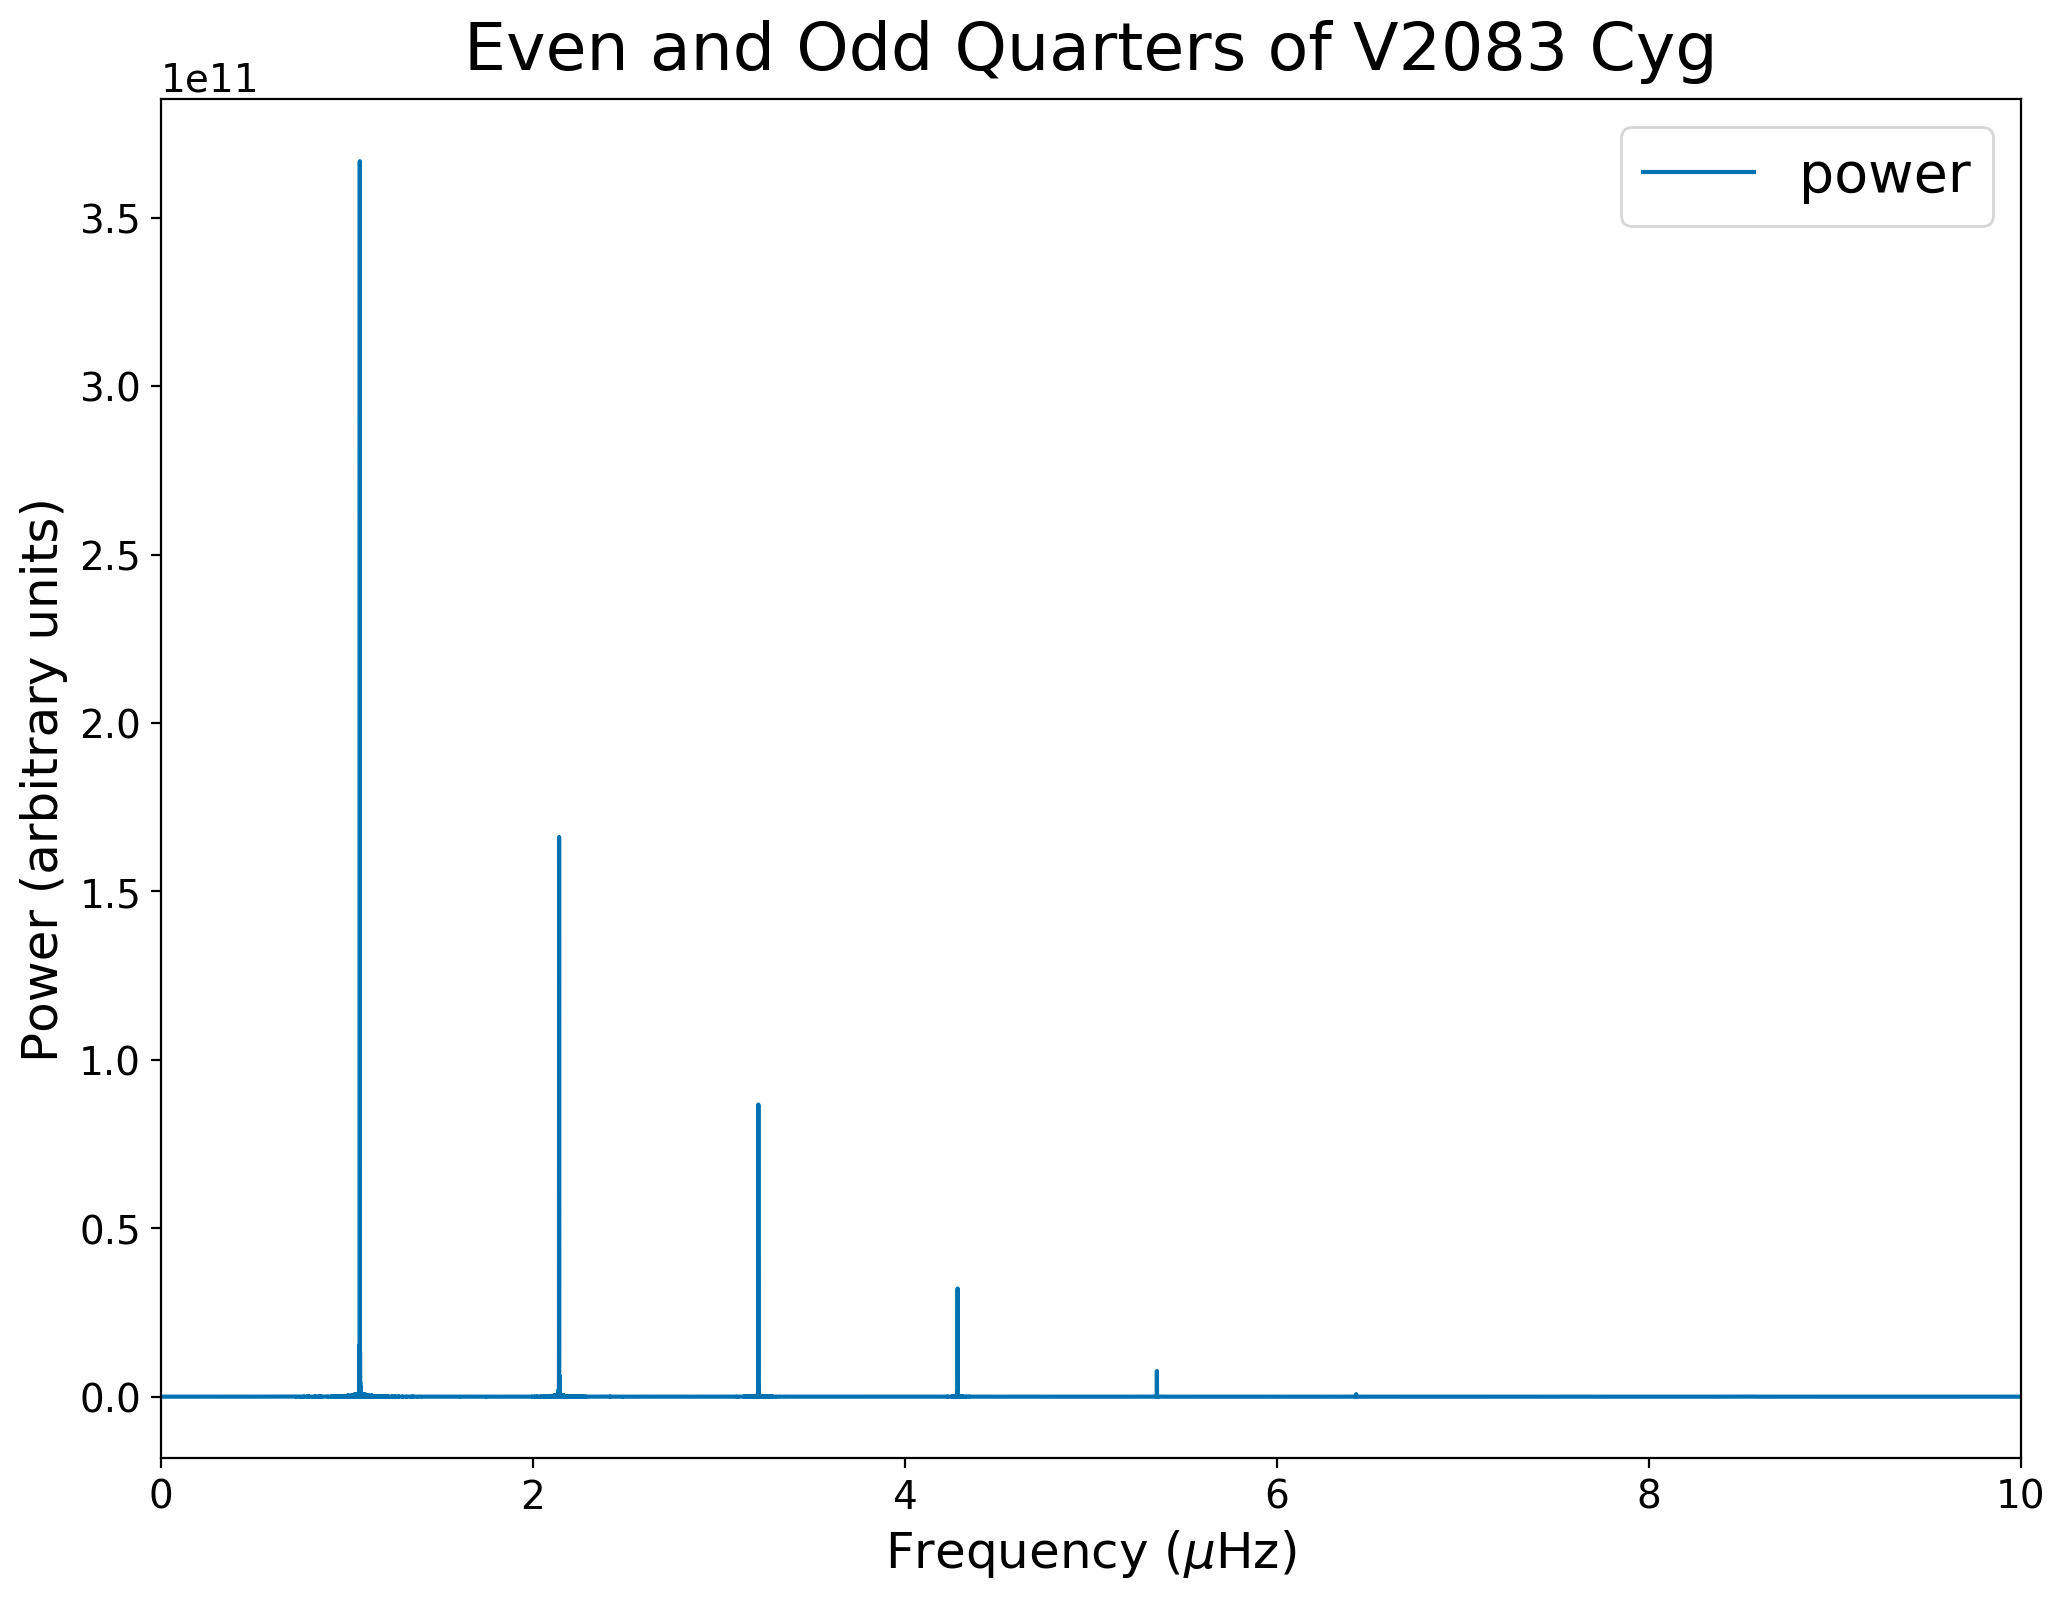 Even and Odd Quarters of V2083 Cyg
1e11
power
3.5
3.0
2.5
2.0
1.5
1.0
0.5
0.0
Power (arbitrary units)
0 2 4 6 8 10
Frequency (μHz)